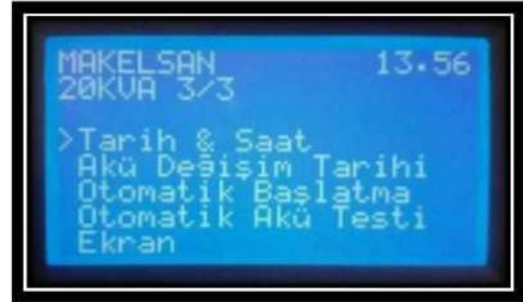 MAKELSAN 13.56
20KVA 3/3
>Tarih & Saat
Akü Değişim Tarihi
Otomatik Başlatma
Otomatik Akü Testi
Ekran